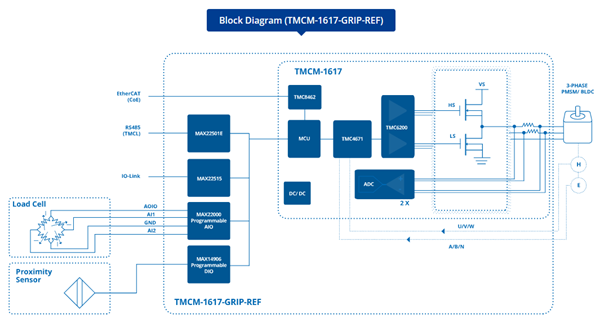 Block Diagram (TMCM-1617-GRIP-REF)
TMCM-1617
EtherCAT
(CoE)
TMC8462
VS
3-PHASE
PMSM/ BLDC
HS
RS485
(TMCL)
MAX22501E
MCU
TMC4671
TMC6200
LS
H
IO-Link
MAX22515
DC/ DC
ADC
2 X
E
Load Cell
AOIO
AI1
GND
AI2
MAX22000
Programmable
AIO
U/V/W
A/B/N
Proximity
Sensor
MAX14906
Programmable
DIO
TMCM-1617-GRIP-REF